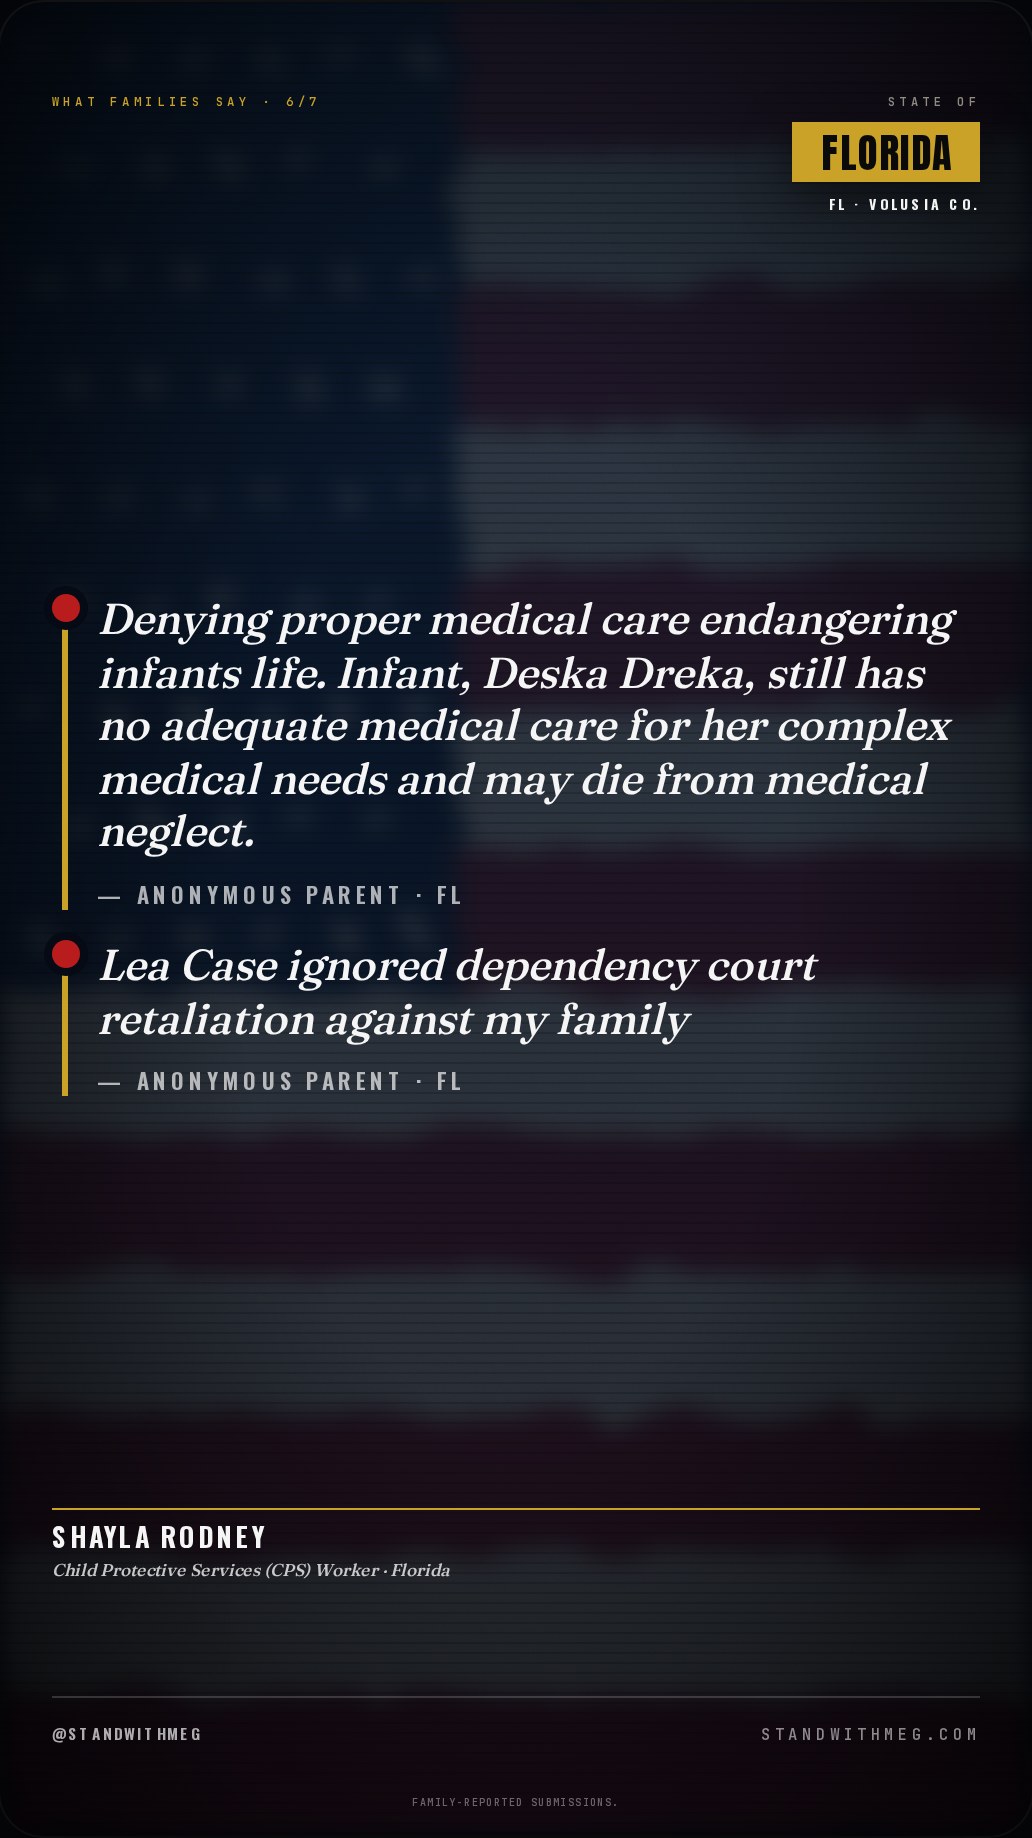 WHAT FAMILIES SAY · 6/7
STATE OF
FLORIDA
FL · VOLUSIA CO.
Denying proper medical care endangering
infants life. Infant, Deska Dreka, still has
no adequate medical care for her complex
medical needs and may die from medical
neglect.
— ANONYMOUS PARENT · FL
Lea Case ignored dependency court
retaliation against my family
— ANONYMOUS PARENT · FL
SHAYLA RODNEY
Child Protective Services (CPS) Worker · Florida
@STANDWITHMEG
STANDWITHMEG.COM
FAMILY-REPORTED SUBMISSIONS.